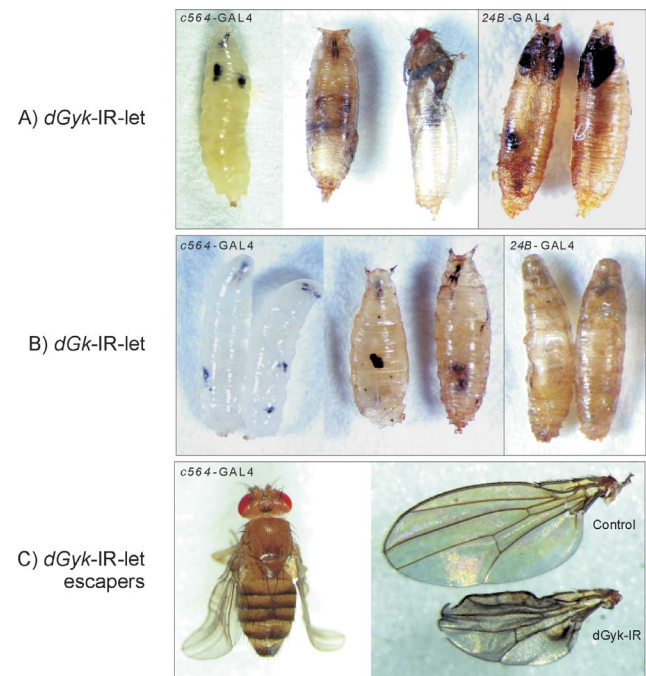 c564-GAL4
24B-GAL4
A) dGyk-IR-let
c564-GAL4
24B-GAL4
B) dGk-IR-let
c564-GAL4
Control
C) dGyk-IR-let
escapers
dGyk-IR